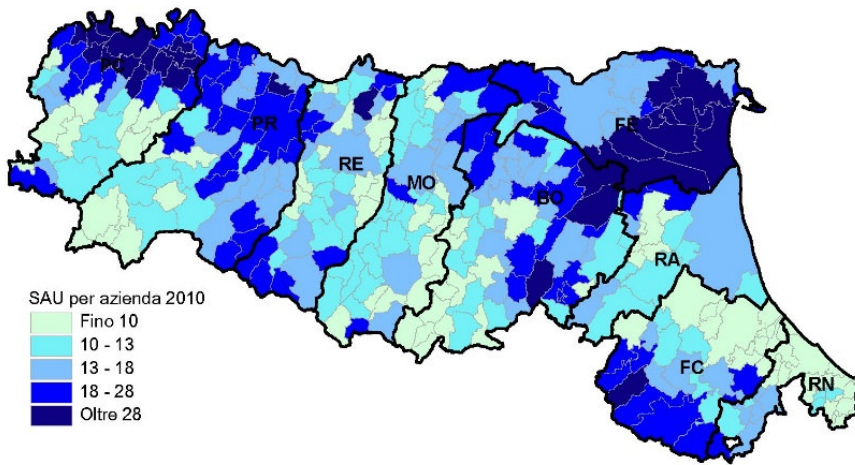 PC
PR
RE
MO
BO
FE
RA
FC
RN
SAU per azienda 2010
Fino 10
10 - 13
13 - 18
18 - 28
Oltre 28